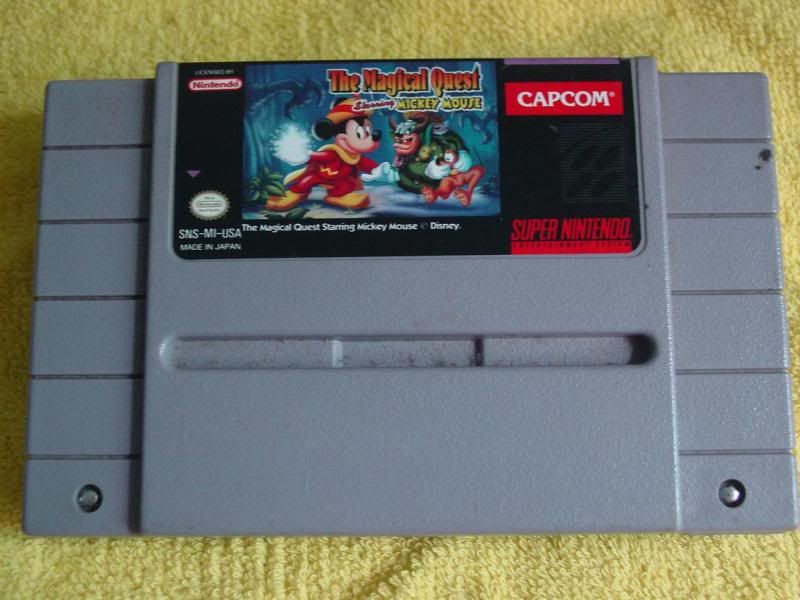 LICENSED BY
Nintendo
The Magical Quest
Starring MICKEY MOUSE
CAPCOM®
SNS-MI-USA
MADE IN JAPAN
The Magical Quest Starring Mickey Mouse © Disney.
SUPER NINTENDO
ENTERTAINMENT SYSTEM